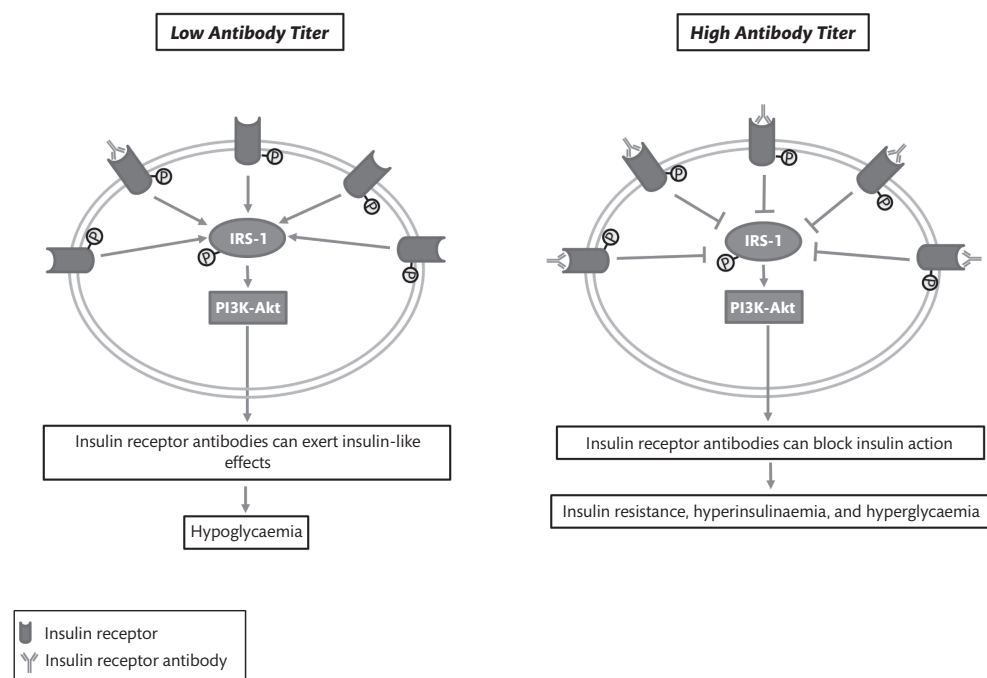 Low Antibody Titer
High Antibody Titer
P
P
P
P
P
IRS-1
P
PI3K-Akt
P
P
P
P
P
IRS-1
P
PI3K-Akt
Insulin receptor antibodies can exert insulin-like
effects
Hypoglycaemia
Insulin receptor antibodies can block insulin action
Insulin resistance, hyperinsulinaemia, and hyperglycaemia
Insulin receptor
Insulin receptor antibody